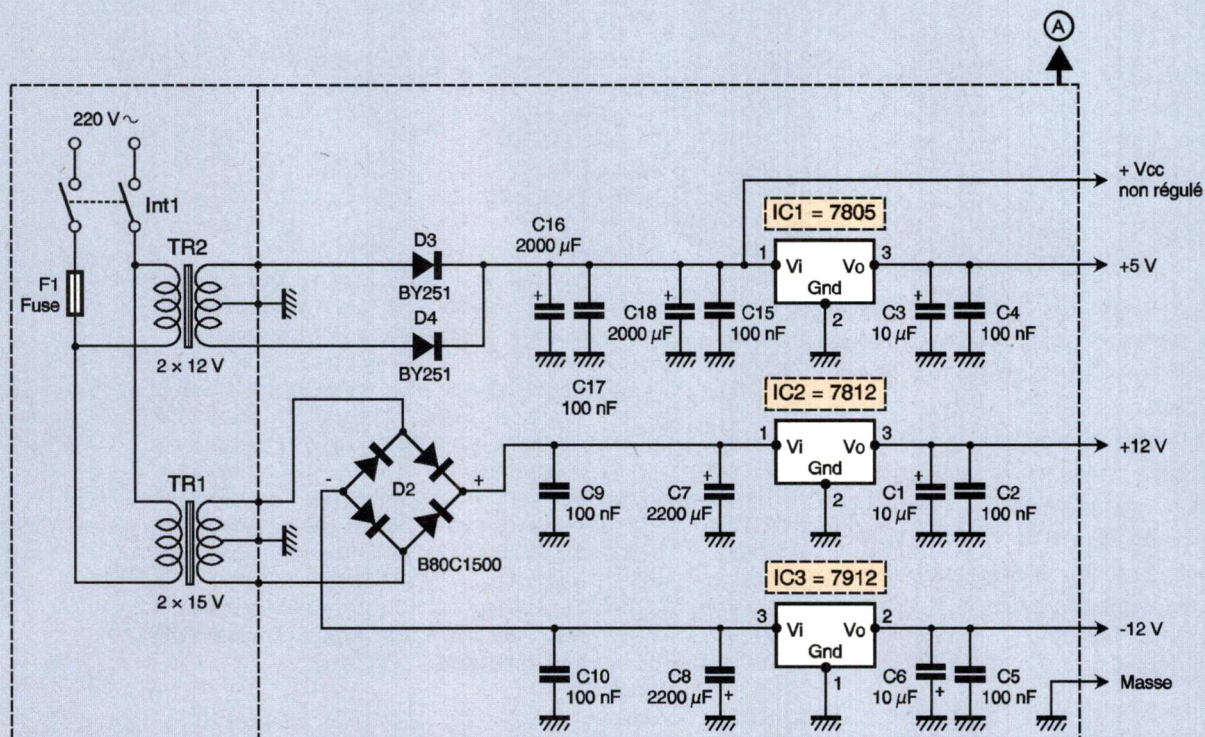 A
220 V ~
Int1
F1
Fuse
TR2
2 × 12 V
D3
BY251
D4
BY251
C16
2000 µF
C17
100 nF
C18
2000 µF
C15
100 nF
IC1 = 7805
1
Vi
Vo
3
Gnd
2
C3
10 µF
C4
100 nF
+
+
+
+ Vcc
non régulé
+5 V
TR1
2 × 15 V
-
D2
+
B80C1500
C9
100 nF
C7
2200 µF
+
IC2 = 7812
1
Vi
Vo
3
Gnd
2
C1
10 µF
+
C2
100 nF
+12 V
C10
100 nF
C8
2200 µF
+
IC3 = 7912
3
Vi
Vo
2
Gnd
1
C6
10 µF
+
C5
100 nF
-12 V
Masse